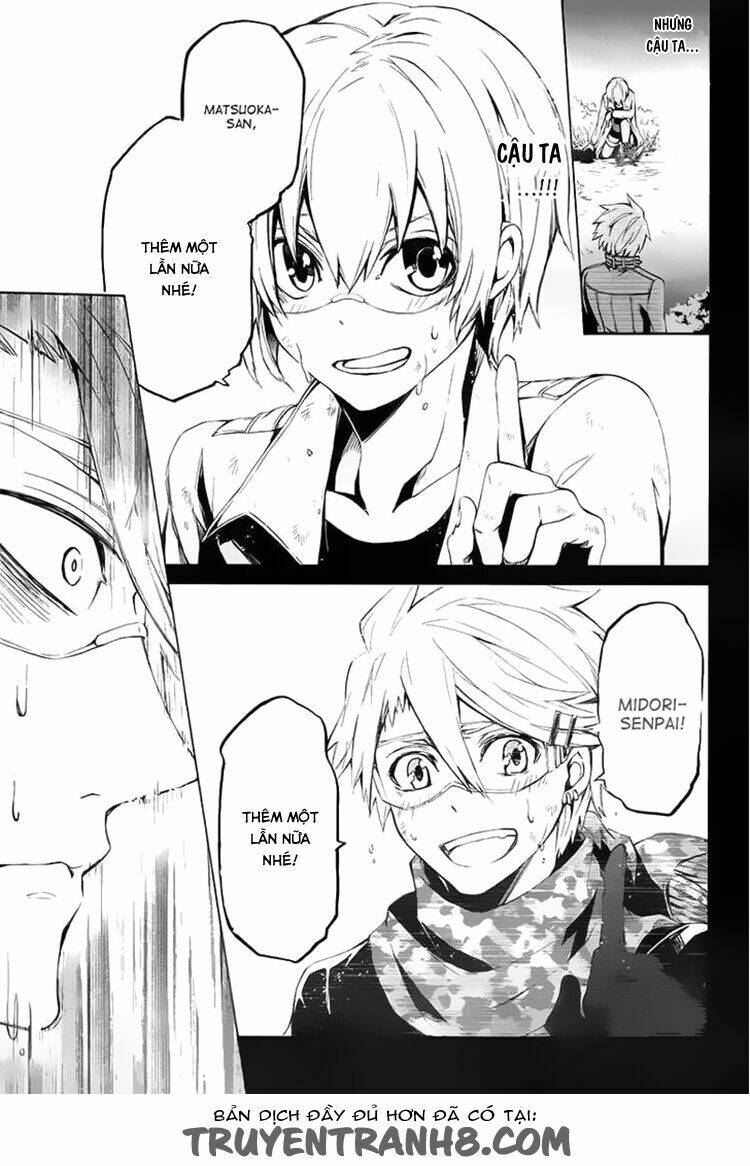 NHƯNG
CẬU TA...
CẬU TA
...!!!
MATSUOKA-
SAN,
THÊM MỘT
LẦN NỮA
NHÉ!
MIDORI-
SENPAI!
THÊM MỘT
LẦN NỮA
NHÉ!
BẢN DỊCH ĐẦY ĐỦ HƠN ĐÃ CÓ TẠI:
TRUYENTRANH8.COM